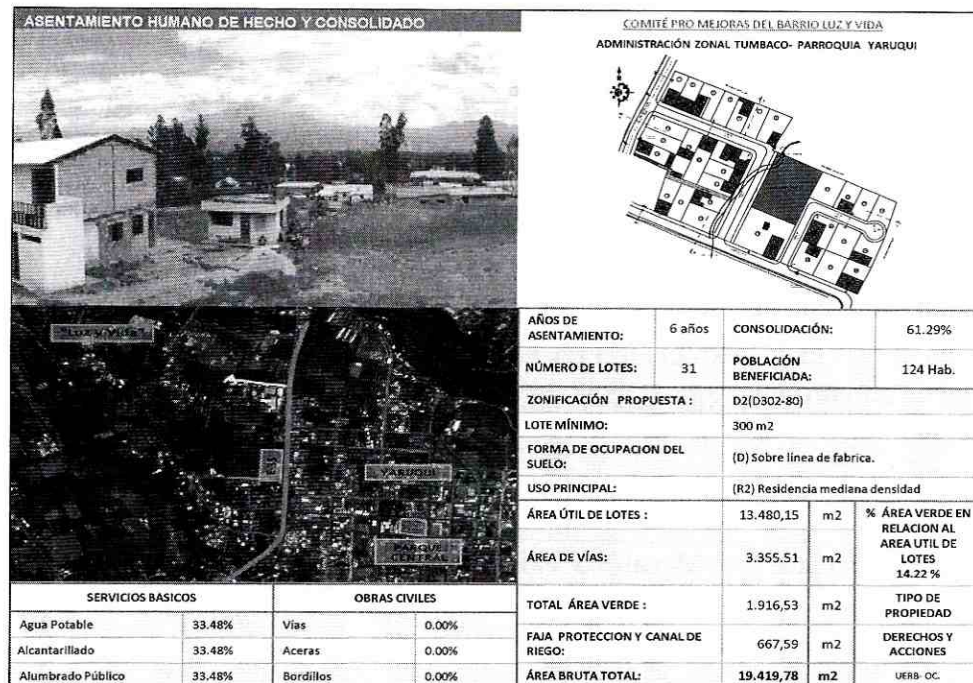 ASENTAMIENTO HUMANO DE HECHO Y CONSOLIDADO
COMITÉ PRO MEJORAS DEL BARRIO LUZ Y VIDA
ADMINISTRACIÓN ZONAL TUMBACO- PARROQUIA YARUQUI
"Luz y Vida"
E35
YARUQUI
PARQUE
CENTRAL
AÑOS DE
ASENTAMIENTO:
6 años
CONSOLIDACIÓN:
61.29%
NÚMERO DE LOTES:
31
POBLACIÓN
BENEFICIADA:
124 Hab.
ZONIFICACIÓN PROPUESTA :
D2(D302-80)
LOTE MÍNIMO:
300 m2
FORMA DE OCUPACION DEL
SUELO:
(D) Sobre línea de fabrica.
USO PRINCIPAL:
(R2) Residencia mediana densidad
ÁREA ÚTIL DE LOTES :
13.480,15
m2
% ÁREA VERDE EN
RELACION AL
AREA UTIL DE
LOTES
14.22 %
ÁREA DE VÍAS:
3.355.51
m2
TOTAL ÁREA VERDE :
1.916,53
m2
TIPO DE
PROPIEDAD
FAJA PROTECCION Y CANAL DE
RIEGO:
667,59
m2
DERECHOS Y
ACCIONES
ÁREA BRUTA TOTAL:
19.419,78
m2
UERB- OC.
SERVICIOS BASICOS
OBRAS CIVILES
Agua Potable
33.48%
Vías
0.00%
Alcantarillado
33.48%
Aceras
0.00%
Alumbrado Público
33.48%
Bordillos
0.00%